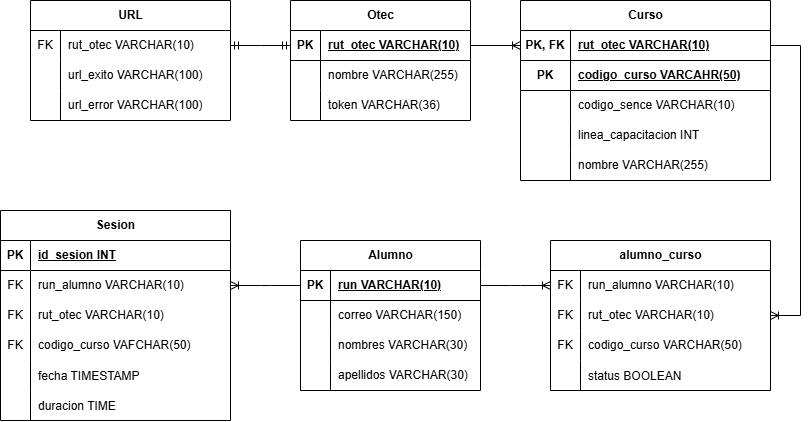 URL
FK rut_otec VARCHAR(10)
url_exito VARCHAR(100)
url_error VARCHAR(100)
Otec
PK rut_otec VARCHAR(10)
nombre VARCHAR(255)
token VARCHAR(36)
Curso
PK, FK rut_otec VARCHAR(10)
PK codigo_curso VARCAHR(50)
codigo_sence VARCHAR(10)
linea_capacitacion INT
nombre VARCHAR(255)
Sesion
PK id_sesion INT
FK run_alumno VARCHAR(10)
FK rut_otec VARCHAR(10)
FK codigo_curso VAFCHAR(50)
fecha TIMESTAMP
duracion TIME
Alumno
PK run VARCHAR(10)
correo VARCHAR(150)
nombres VARCHAR(30)
apellidos VARCHAR(30)
alumno_curso
FK run_alumno VARCHAR(10)
FK rut_otec VARCHAR(10)
FK codigo_curso VARCHAR(50)
status BOOLEAN